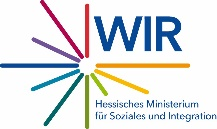 WIR
Hessisches Ministerium
für Soziales und Integration